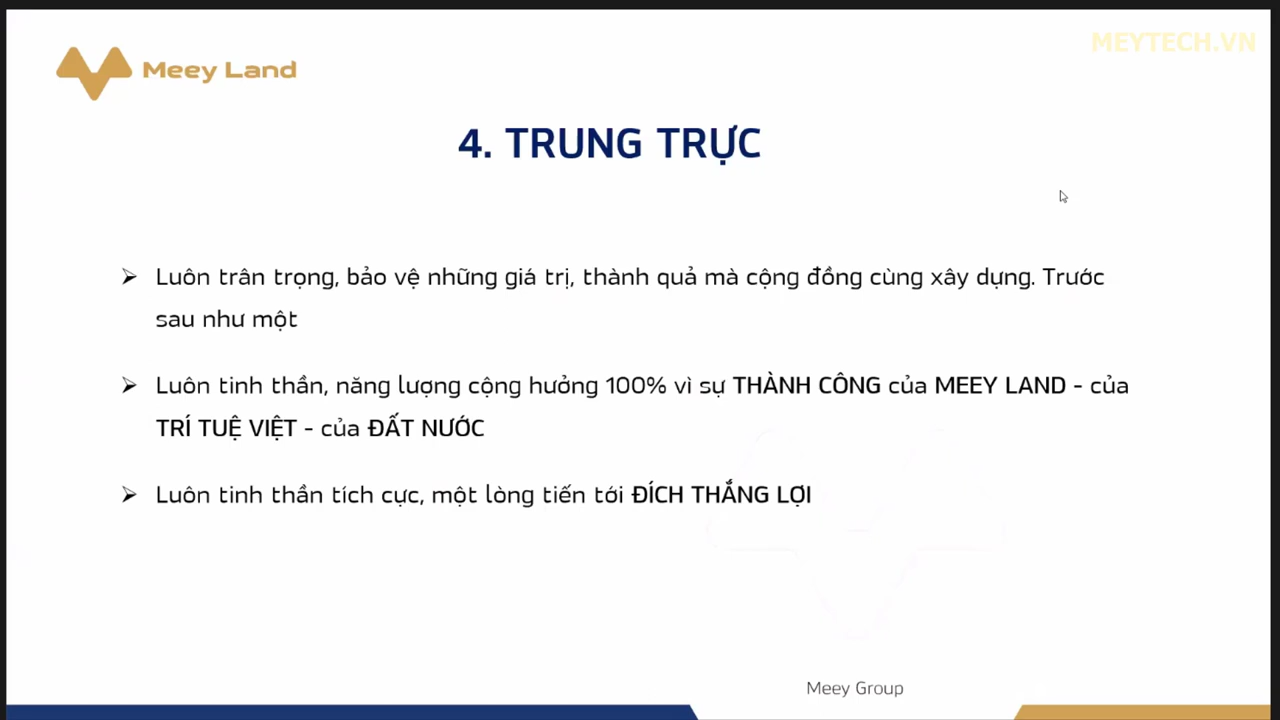 Meey Land
MEYTECH.VN
4. TRUNG TRỰC
Luôn trân trọng, bảo vệ những giá trị, thành quả mà cộng đồng cùng xây dựng. Trước
sau như một
Luôn tinh thần, năng lượng cộng hưởng 100% vì sự THÀNH CÔNG của MEEY LAND - của
TRÍ TUỆ VIỆT - của ĐẤT NƯỚC
Luôn tinh thần tích cực, một lòng tiến tới ĐÍCH THẮNG LỢI
Meey Group